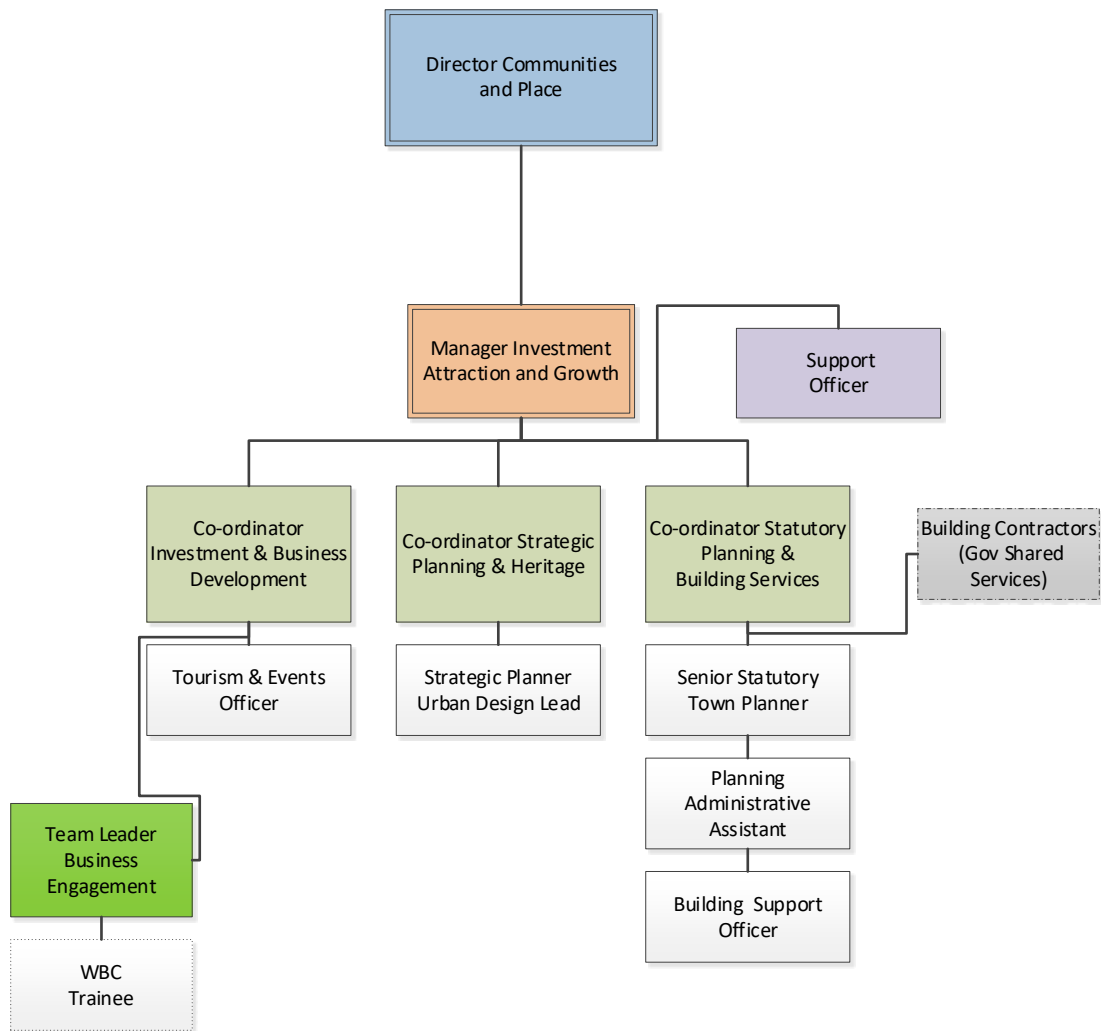 Director Communities
and Place
Manager Investment
Attraction and Growth
Support
Officer
Co-ordinator
Investment & Business
Development
Co-ordinator Strategic
Planning & Heritage
Co-ordinator Statutory
Planning &
Building Services
Building Contractors
(Gov Shared
Services)
Tourism & Events
Officer
Strategic Planner
Urban Design Lead
Senior Statutory
Town Planner
Planning
Administrative
Assistant
Team Leader
Business
Engagement
Building  Support
Officer
WBC
Trainee